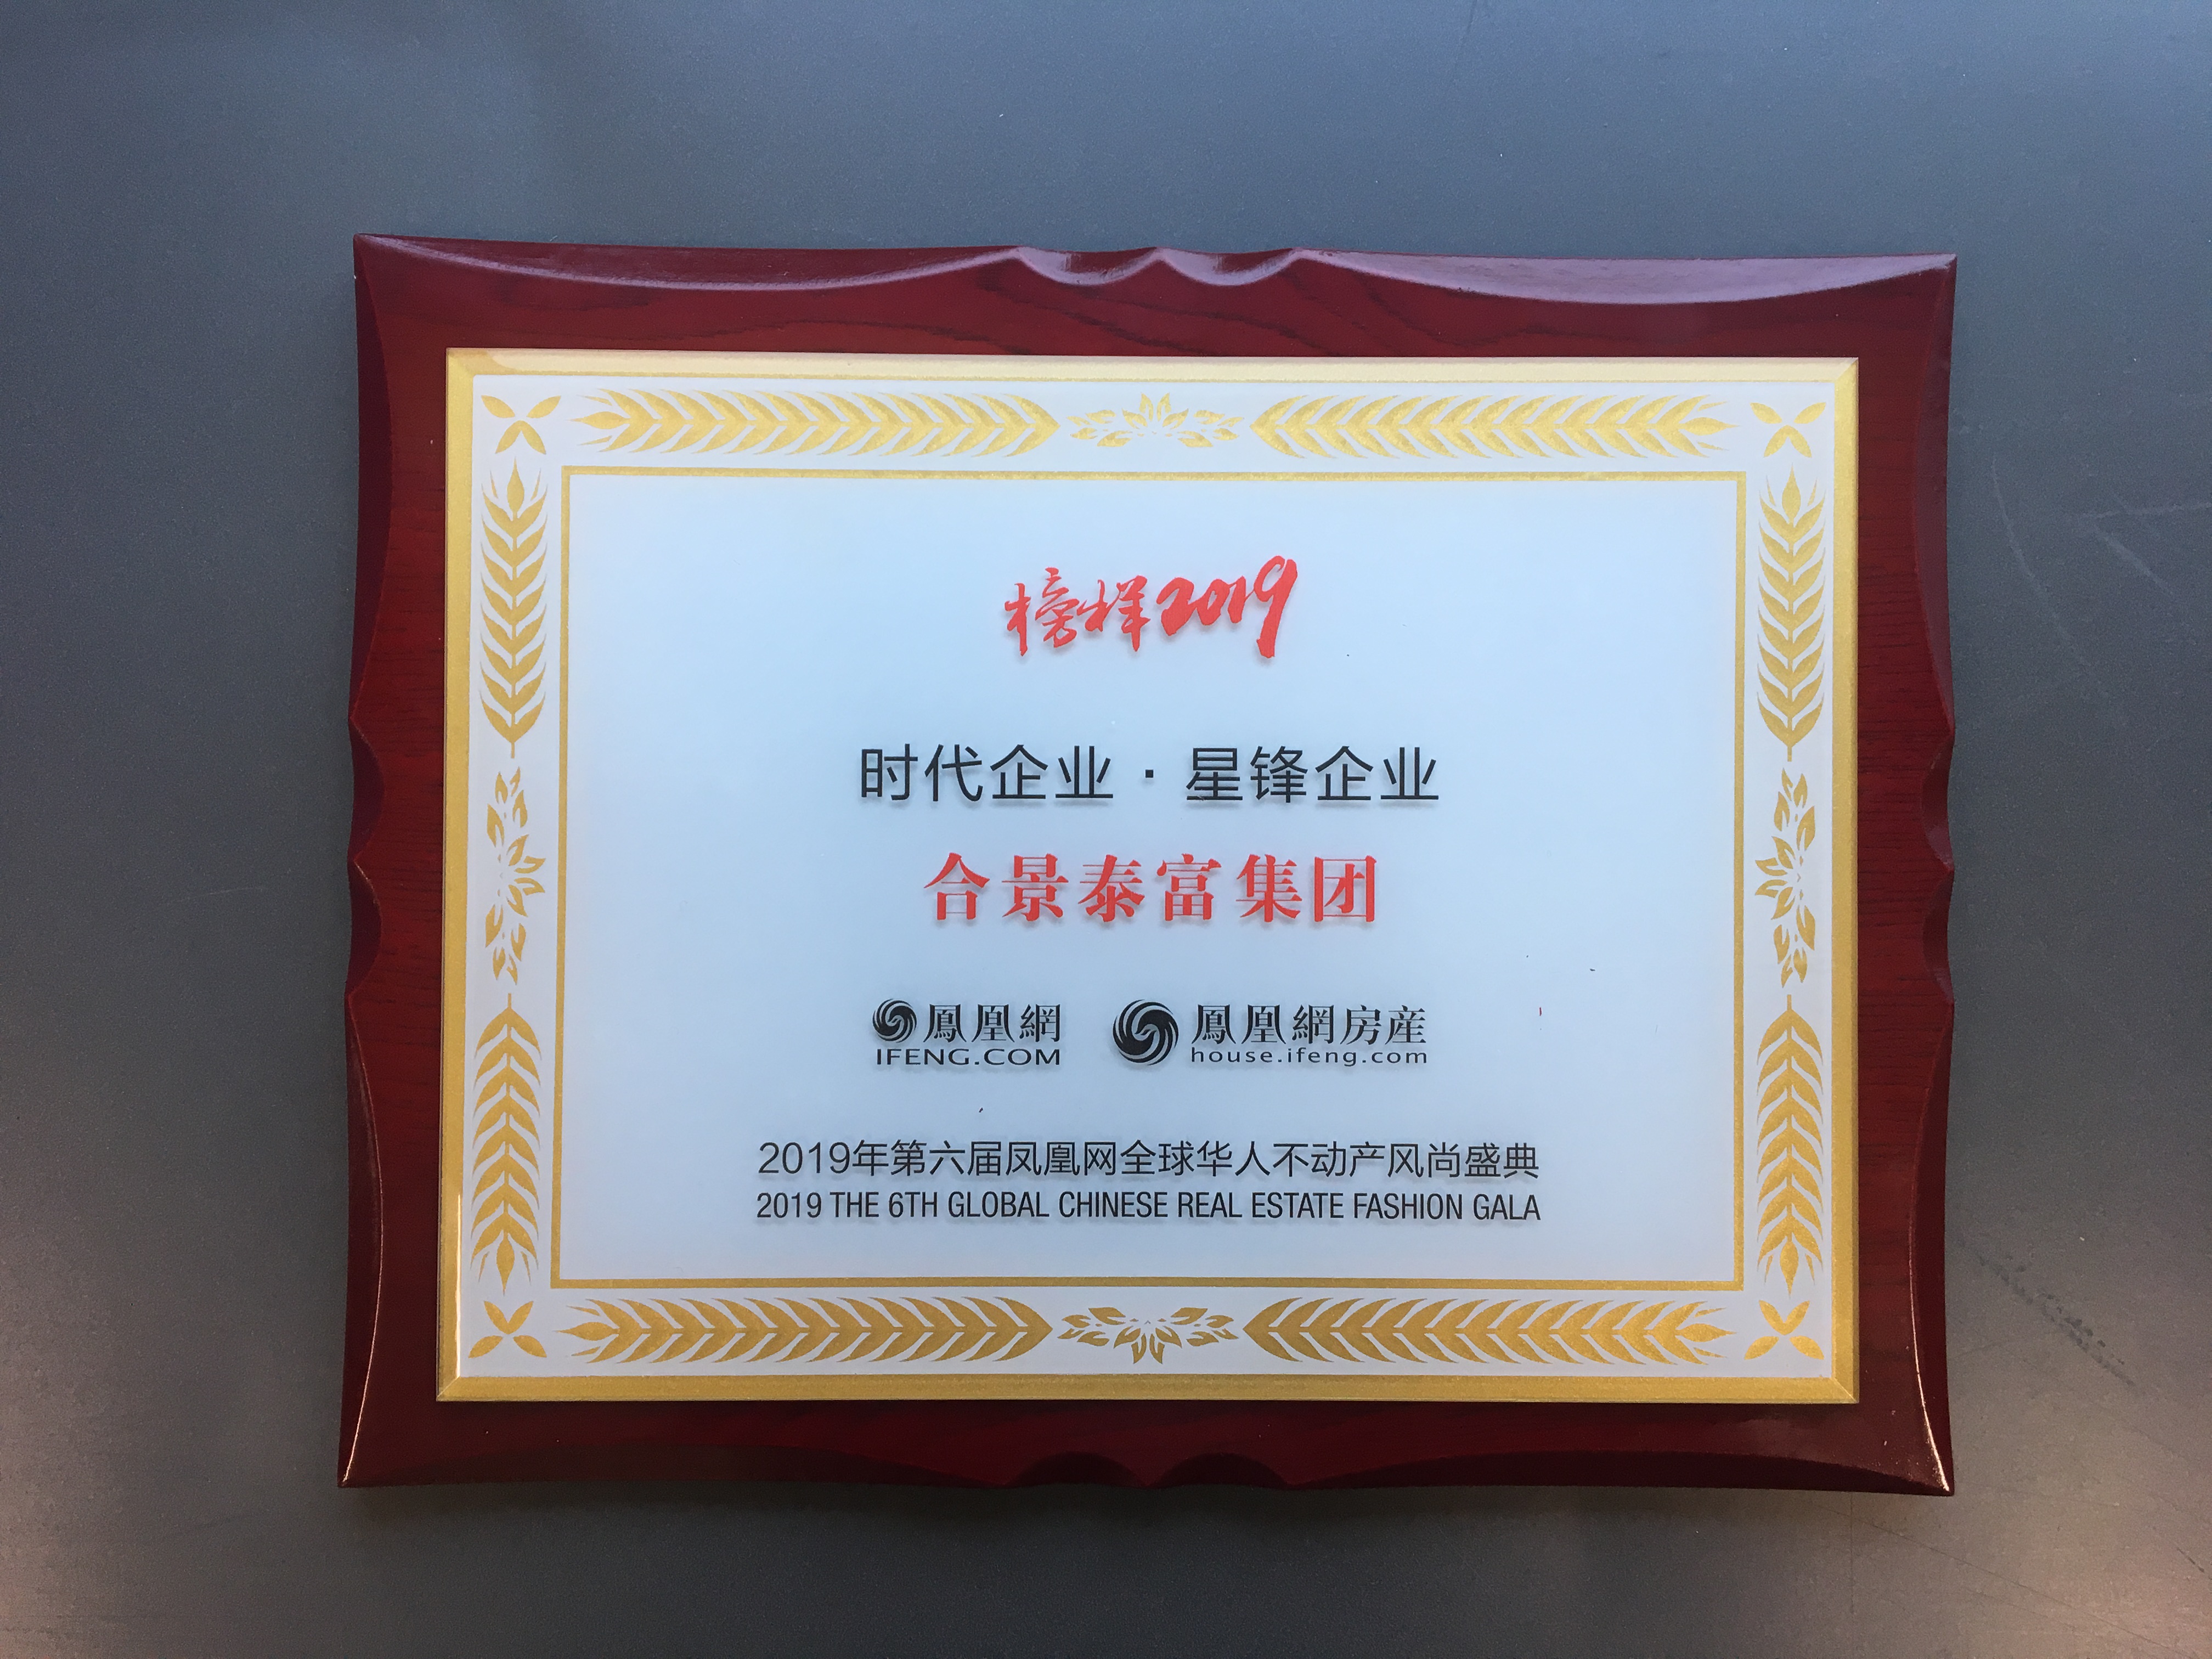 榜样2019
时代企业·星锋企业
合景泰富集团
鳳凰網 鳳凰網房産
IFENG.COM house.ifeng.com
2019年第六届凤凰网全球华人不动产风尚盛典
2019 THE 6TH GLOBAL CHINESE REAL ESTATE FASHION GALA